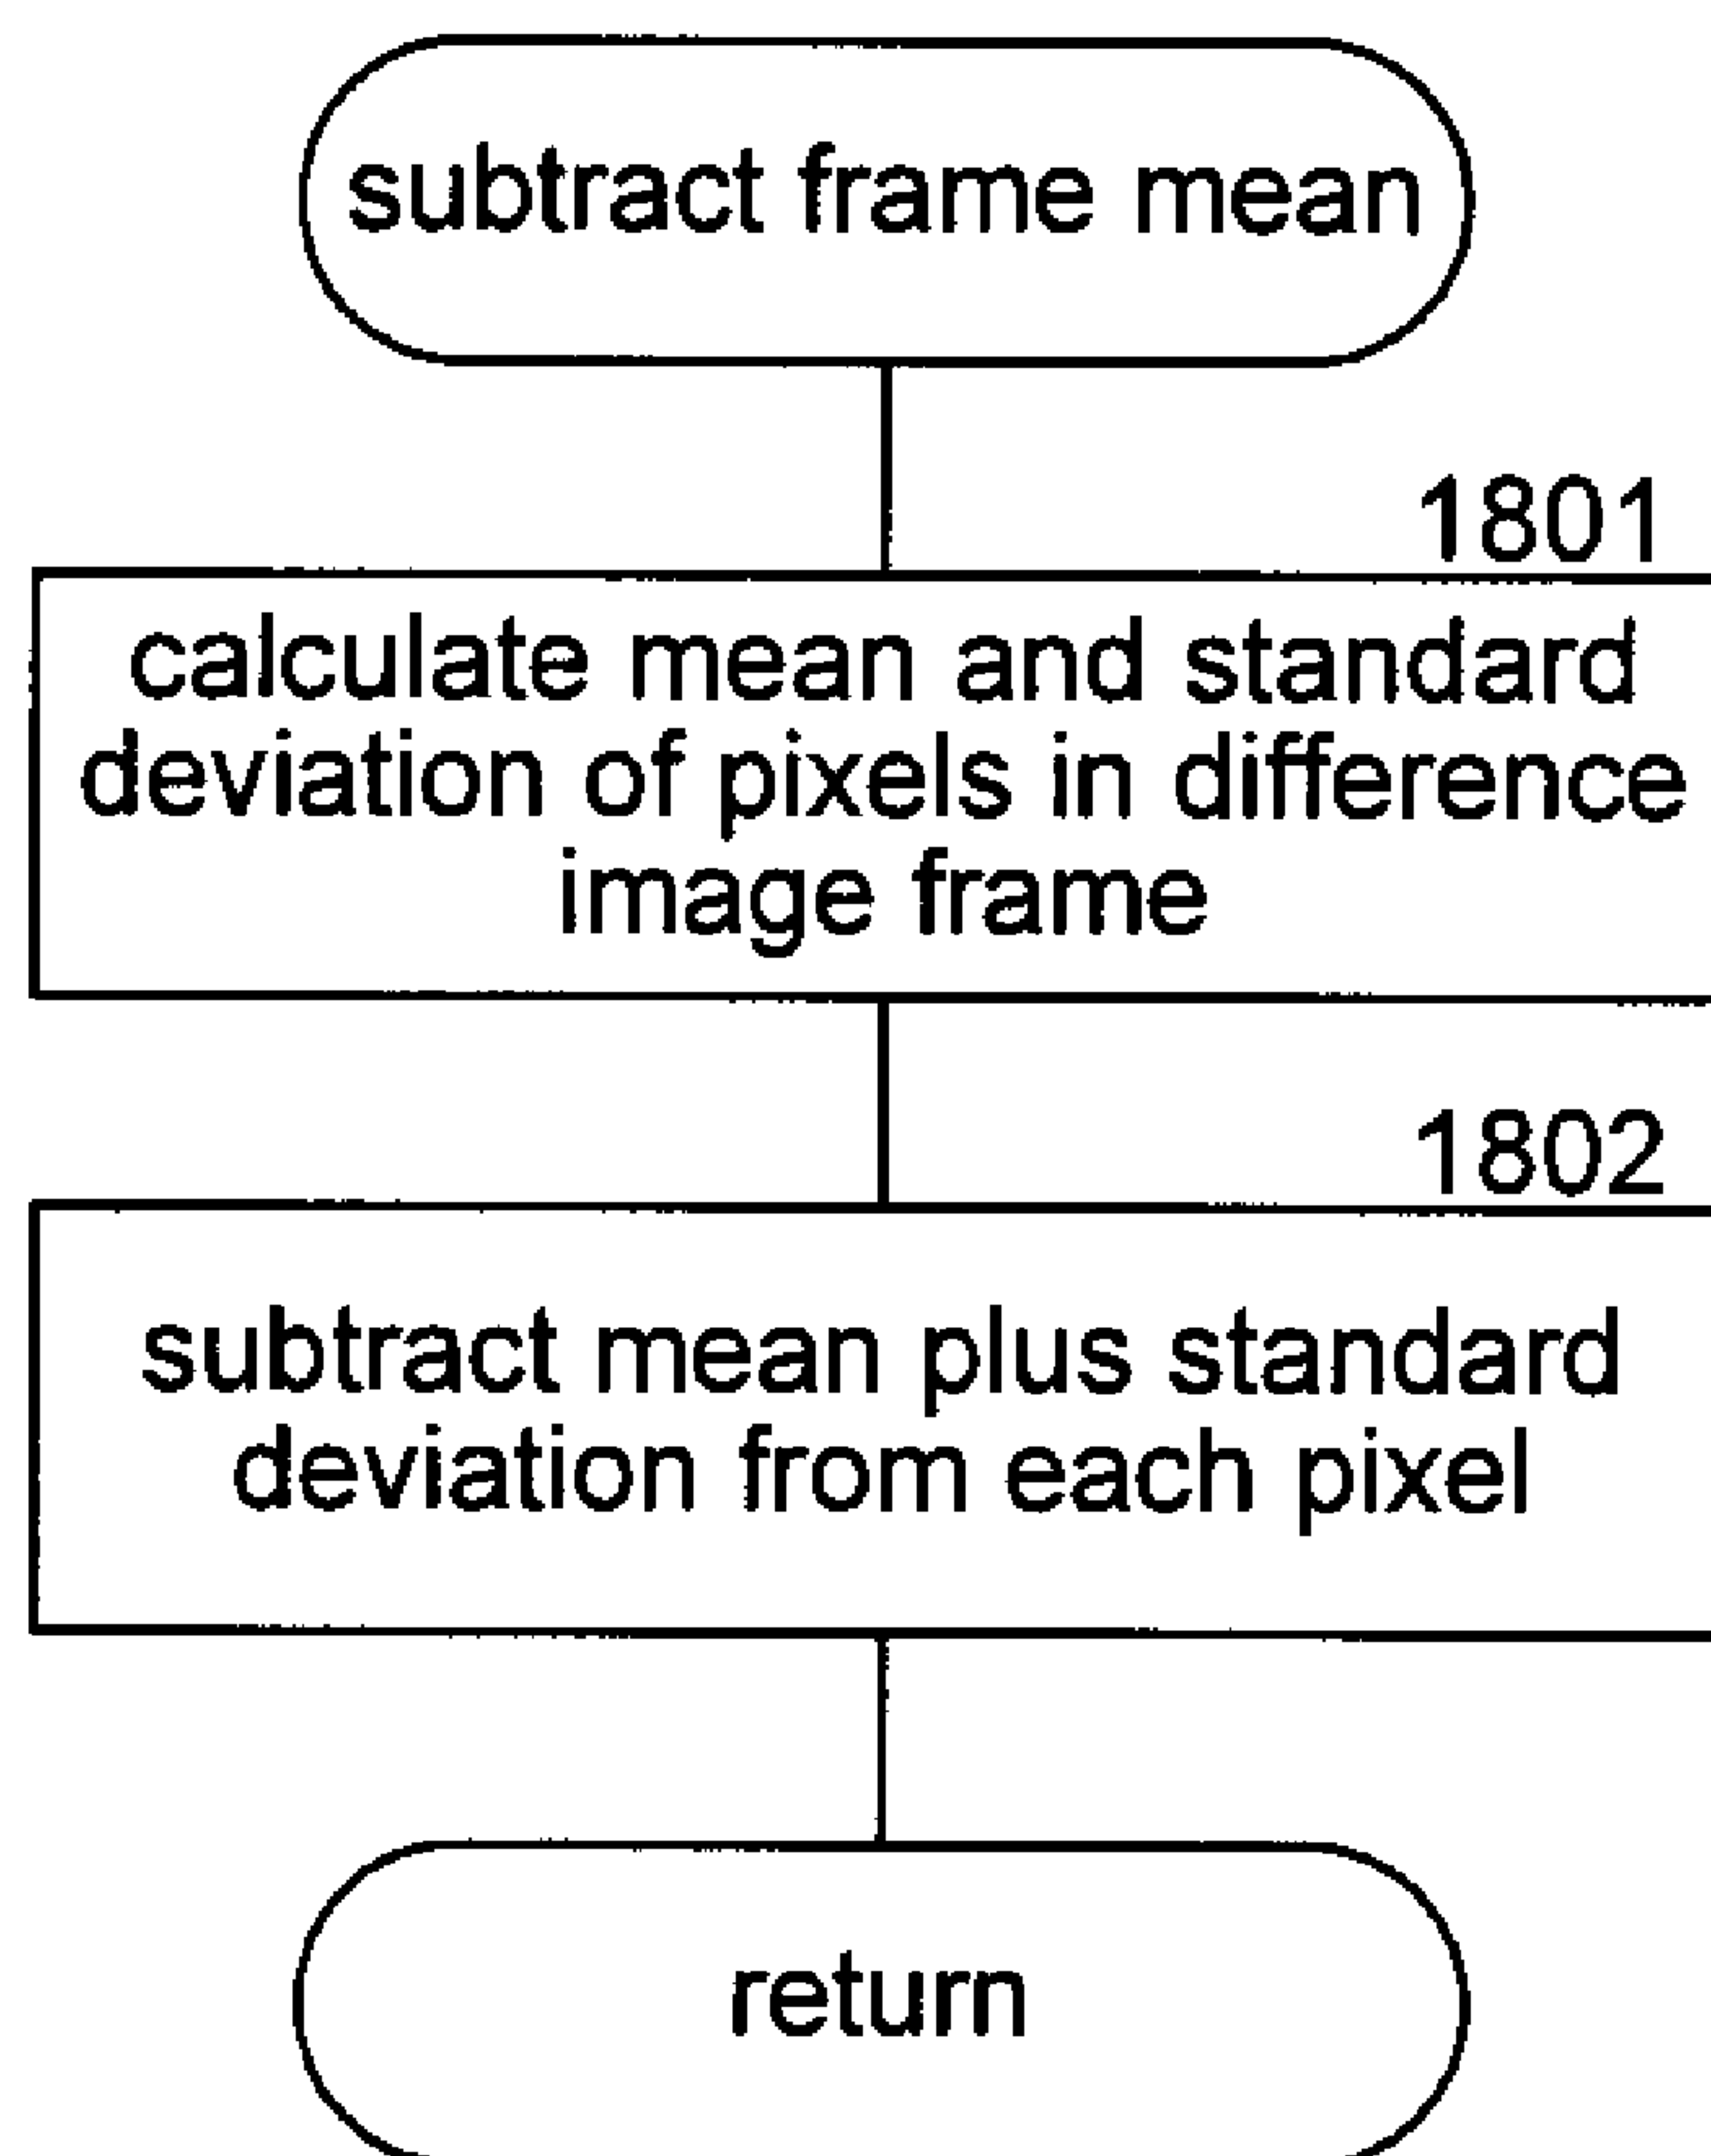 subtract frame mean
1801
calculate mean and standard
deviation of pixels in difference
image frame
1802
subtract mean plus standard
deviation from each pixel
return